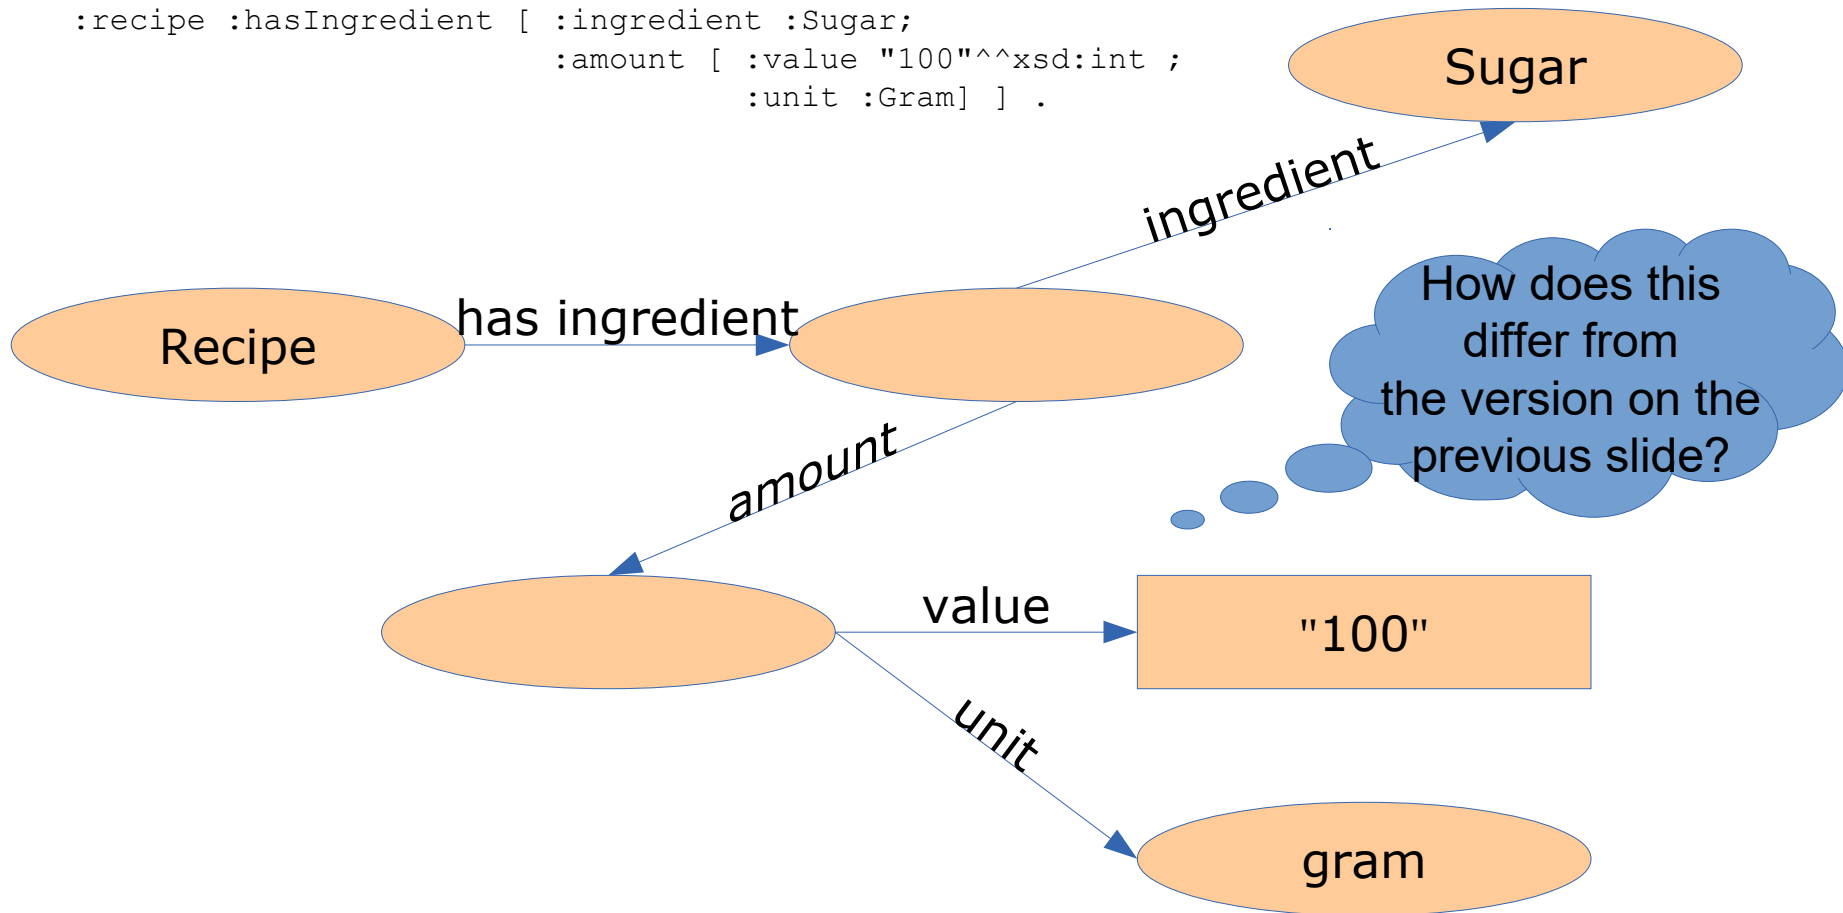 :recipe :hasIngredient [ :ingredient :Sugar;
:amount [ :value "100"^^xsd:int ;
:unit :Gram] ] .
Sugar
ingredient
Recipe
has ingredient
How does this
differ from
the version on the
previous slide?
amount
value
"100"
unit
gram